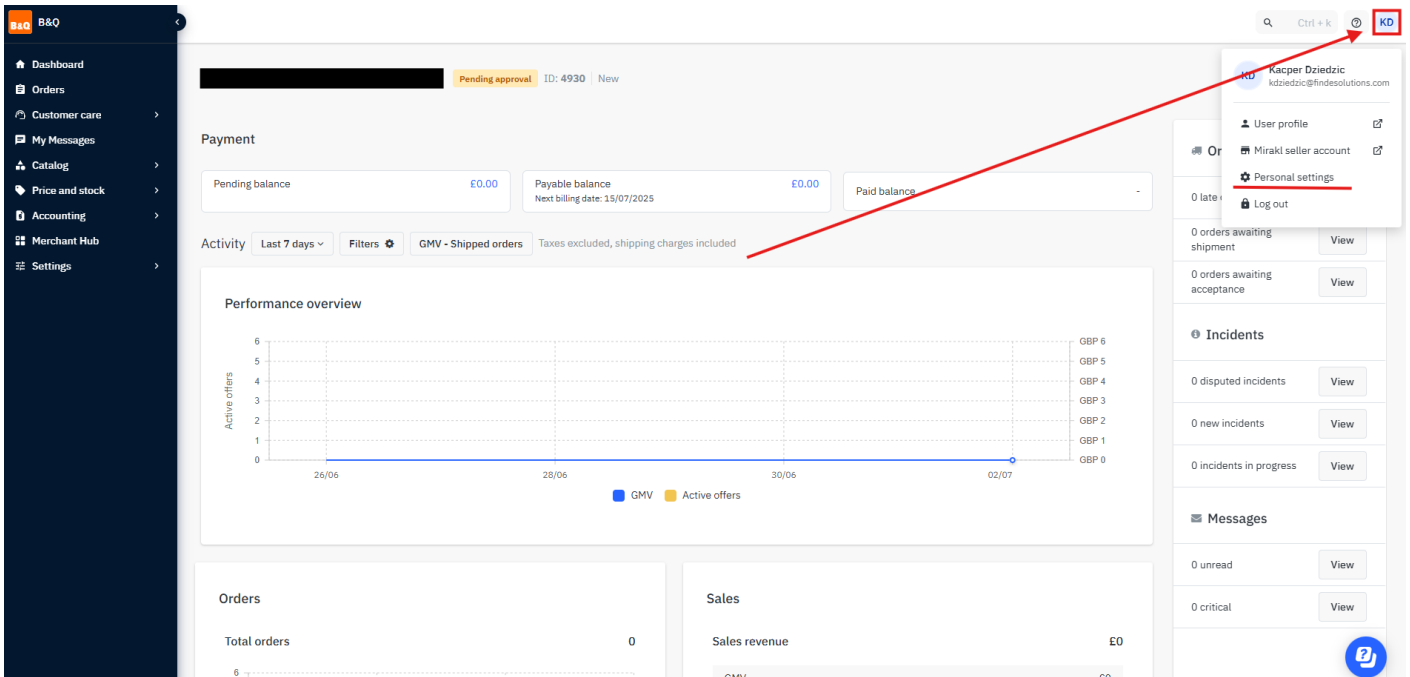 B&Q B&Q
Ctrl + k KD
Dashboard
Orders
Customer care
My Messages
Catalog
Price and stock
Accounting
Merchant Hub
Settings
Pending approval ID: 4930 New
KD Kacper Dziedzic
kdziedzic@findesolutions.com
User profile
Mirakl seller account
Personal settings
Log out
Payment
Pending balance £0.00
Payable balance £0.00
Next billing date: 15/07/2025
Paid balance -
Activity Last 7 days Filters GMV - Shipped orders Taxes excluded, shipping charges included
Performance overview
Active offers
6 GBP 6
5 GBP 5
4 GBP 4
3 GBP 3
2 GBP 2
1 GBP 1
0 GBP 0
26/06 28/06 30/06 02/07
GMV Active offers
Or
0 late
0 orders awaiting
shipment View
0 orders awaiting
acceptance View
Incidents
0 disputed incidents View
0 new incidents View
0 incidents in progress View
Messages
0 unread View
0 critical View
Orders
Total orders 0
6
Sales
Sales revenue £0
GMV £0